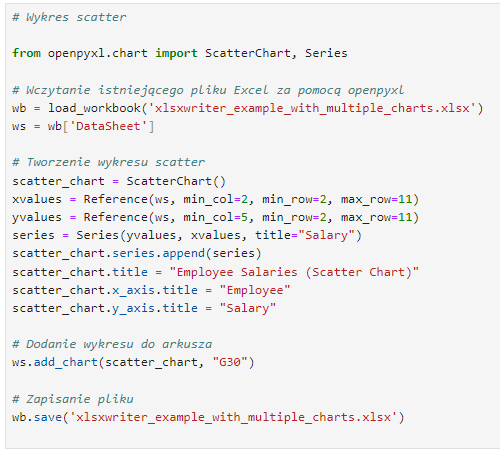 # Wykres scatter
from openpyxl.chart import ScatterChart, Series
# Wczytanie istniejącego pliku Excel za pomocą openpyxl
wb = load_workbook('xlsxwriter_example_with_multiple_charts.xlsx')
ws = wb['DataSheet']
# Tworzenie wykresu scatter
scatter_chart = ScatterChart()
xvalues = Reference(ws, min_col=2, min_row=2, max_row=11)
yvalues = Reference(ws, min_col=5, min_row=2, max_row=11)
series = Series(yvalues, xvalues, title="Salary")
scatter_chart.series.append(series)
scatter_chart.title = "Employee Salaries (Scatter Chart)"
scatter_chart.x_axis.title = "Employee"
scatter_chart.y_axis.title = "Salary"
# Dodanie wykresu do arkusza
ws.add_chart(scatter_chart, "G30")
# Zapisanie pliku
wb.save('xlsxwriter_example_with_multiple_charts.xlsx')